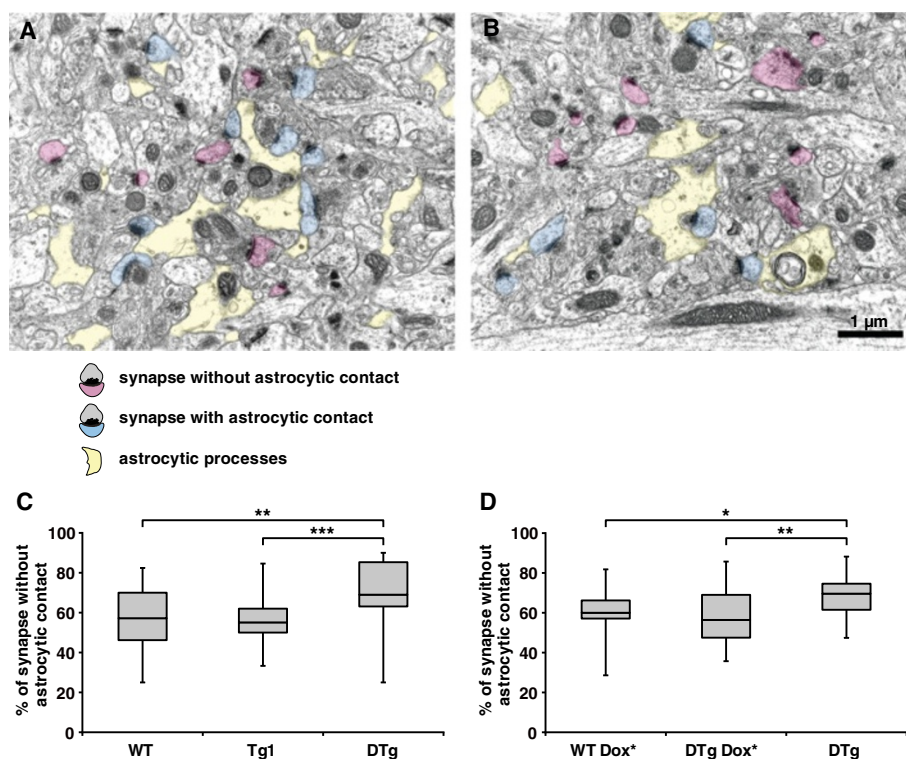 A
B
1 µm
synapse without astrocytic contact
synapse with astrocytic contact
astrocytic processes
C
% of synapse without
astrocytic contact
100
80
60
40
20
0
**
***
WT
Tg1
DTg
D
% of synapse without
astrocytic contact
100
80
60
40
20
0
*
**
WT Dox*
DTg Dox*
DTg